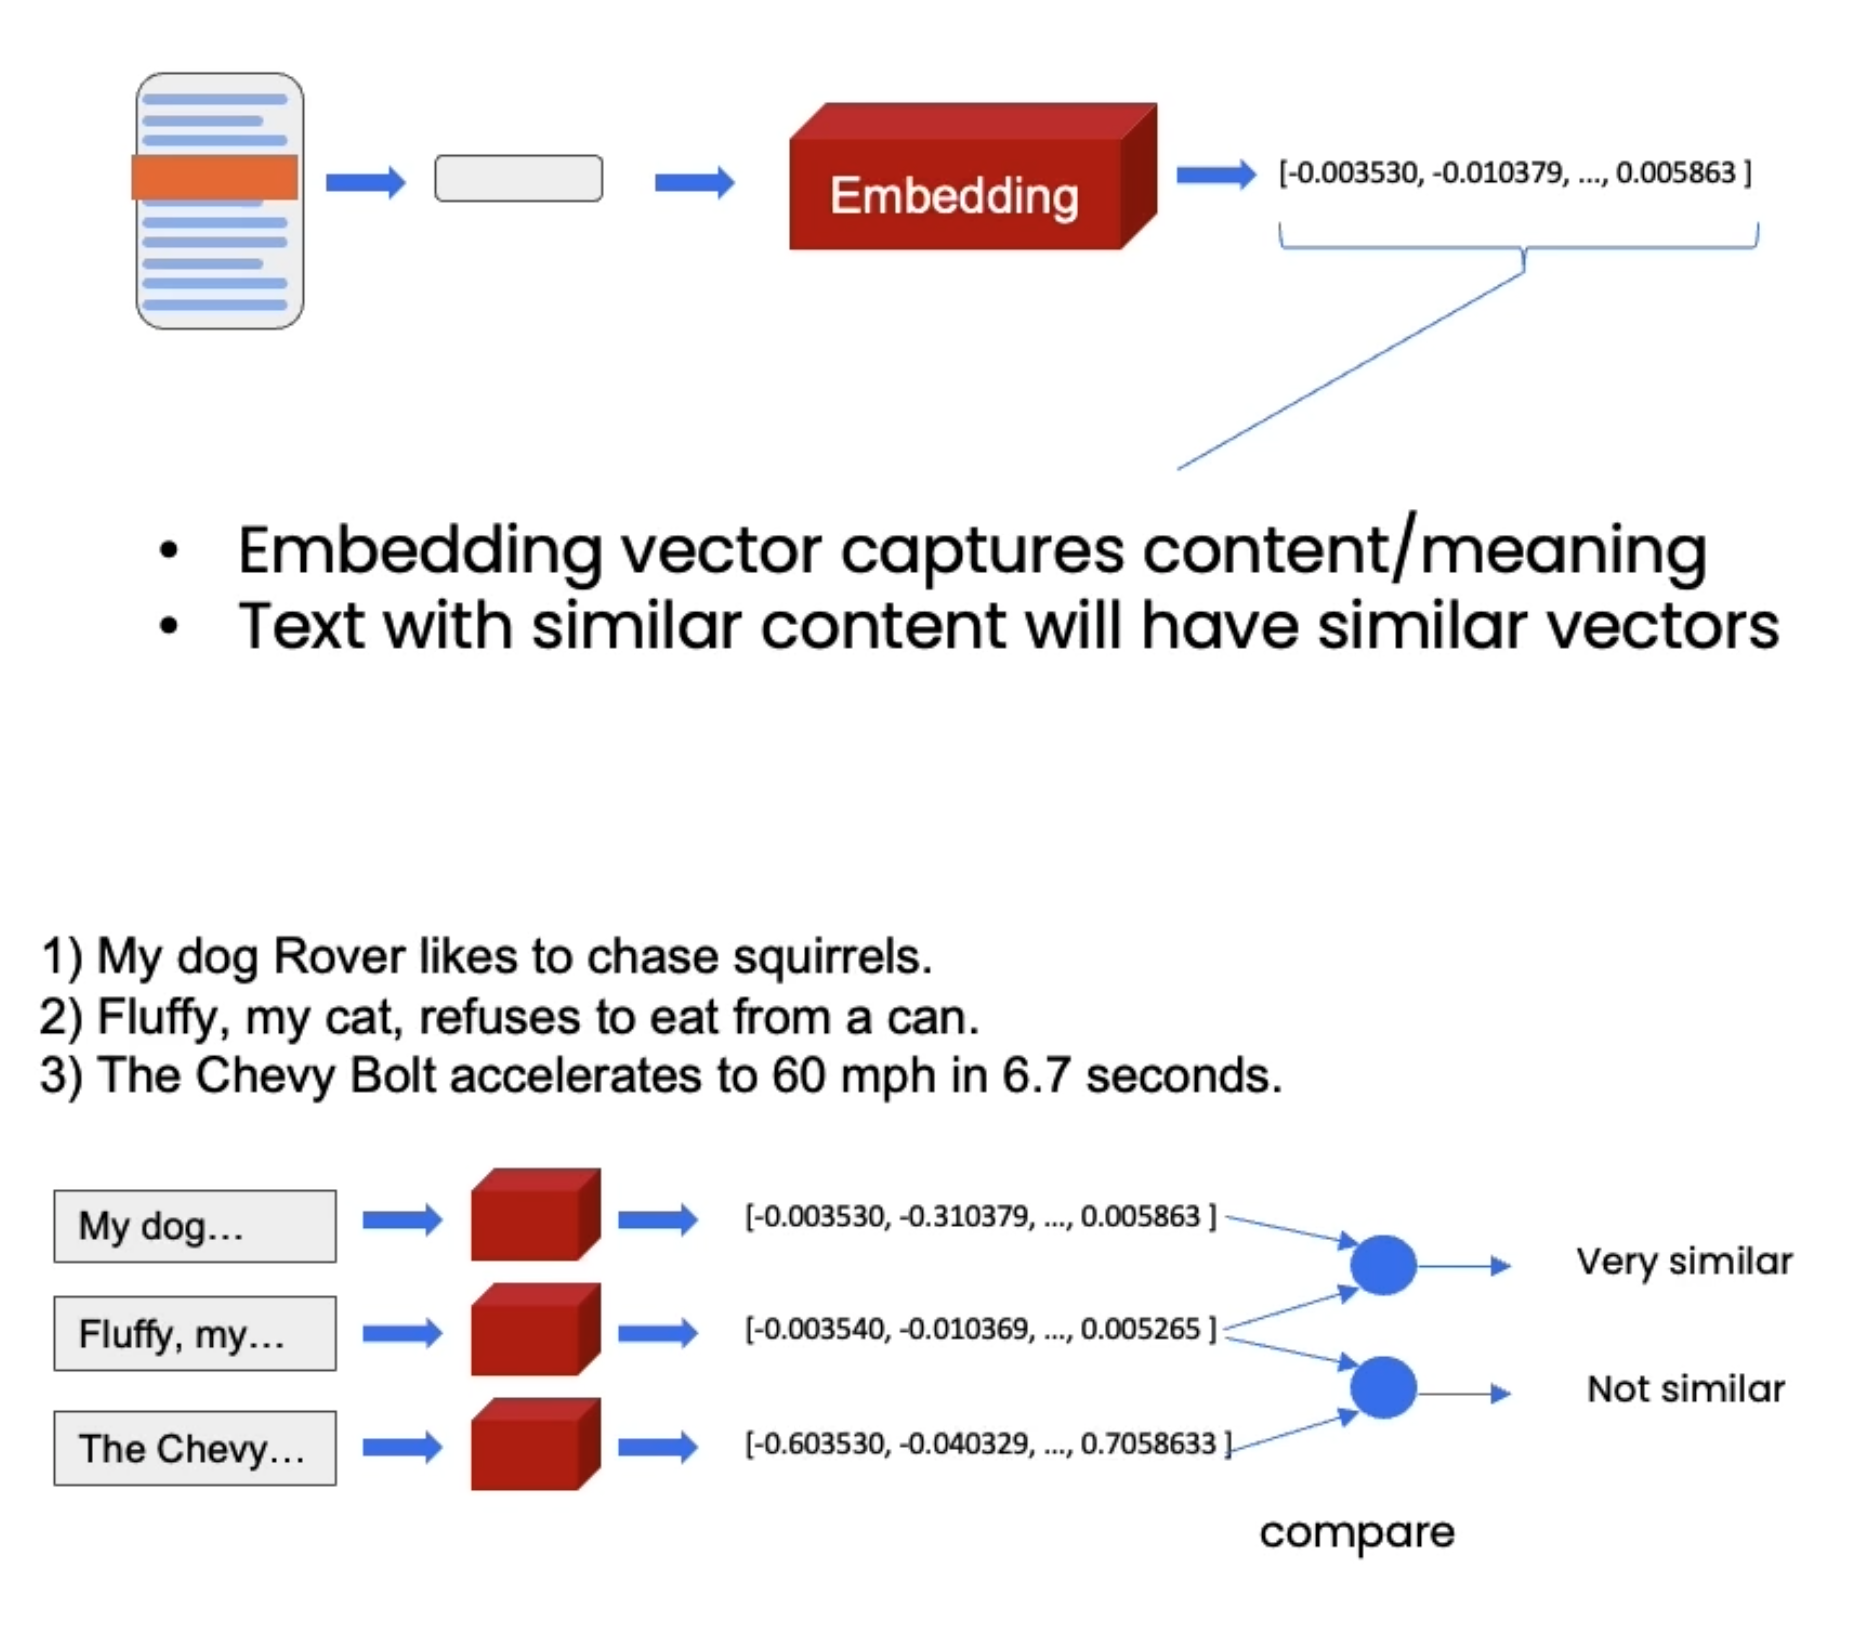 Embedding
[-0.003530, -0.010379, ..., 0.005863 ]
• Embedding vector captures content/meaning
• Text with similar content will have similar vectors
1) My dog Rover likes to chase squirrels.
2) Fluffy, my cat, refuses to eat from a can.
3) The Chevy Bolt accelerates to 60 mph in 6.7 seconds.
My dog...
[-0.003530, -0.310379, ..., 0.005863 ]
Very similar
Fluffy, my...
[-0.003540, -0.010369, ..., 0.005265 ]
Not similar
The Chevy...
[-0.603530, -0.040329, ..., 0.7058633 ]
compare